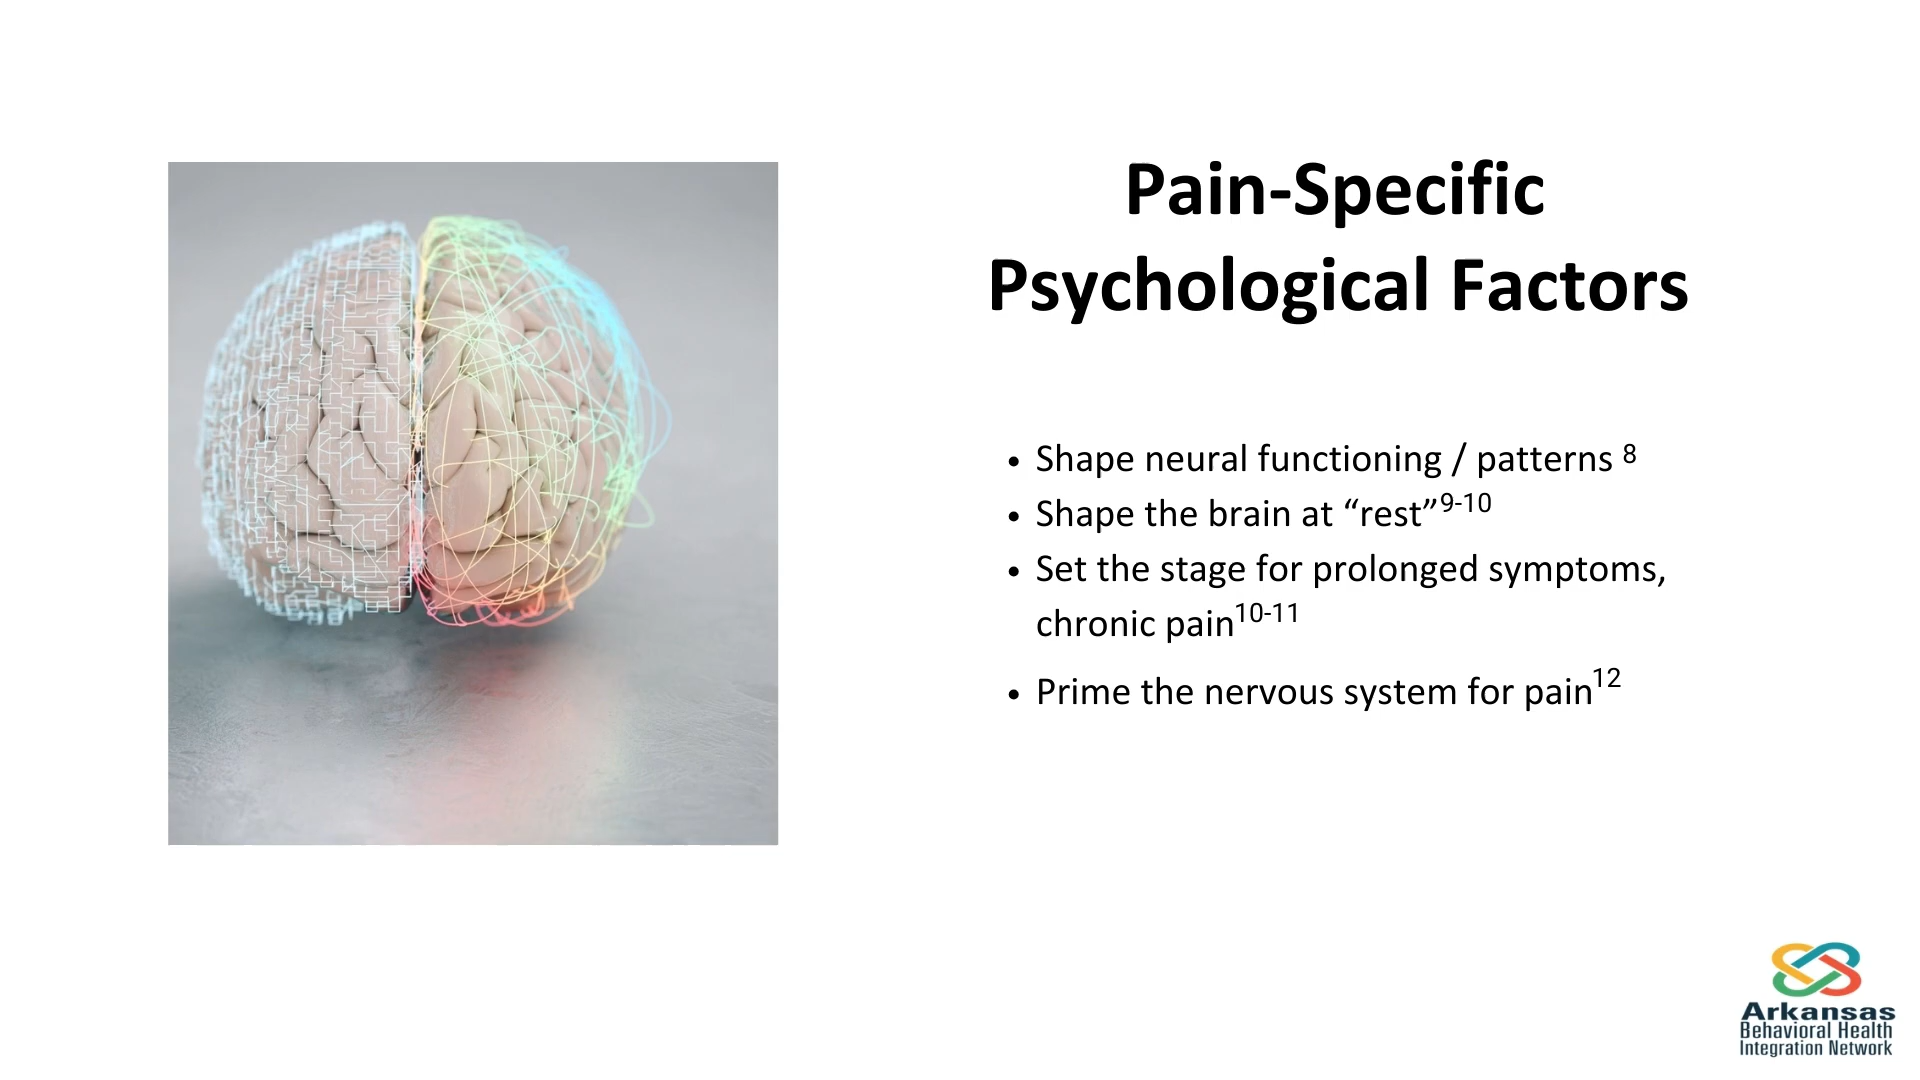 Pain-Specific
Psychological Factors
• Shape neural functioning / patterns 8
• Shape the brain at “rest”9-10
• Set the stage for prolonged symptoms,
chronic pain10-11
• Prime the nervous system for pain12
Arkansas
Behavioral Health
Integration Network